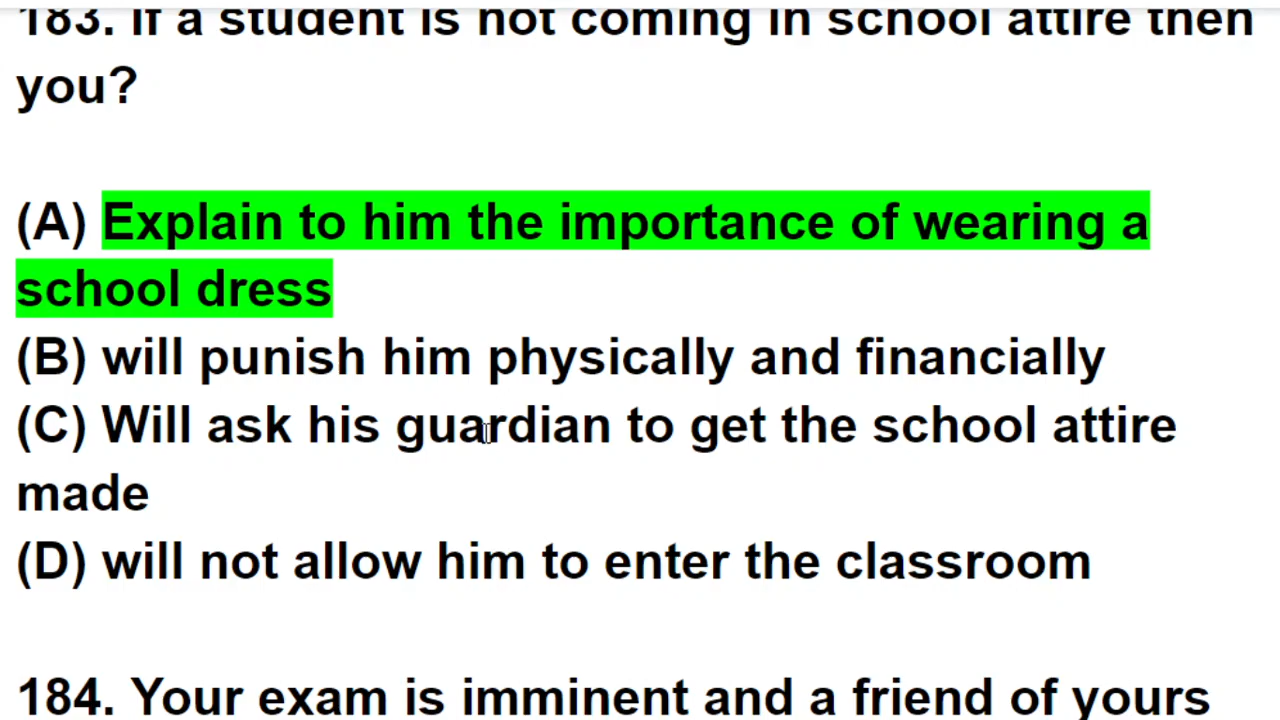 183. If a student is not coming in school attire then
you?
(A) Explain to him the importance of wearing a
school dress
(B) will punish him physically and financially
(C) Will ask his guardian to get the school attire
made
(D) will not allow him to enter the classroom
184. Your exam is imminent and a friend of yours